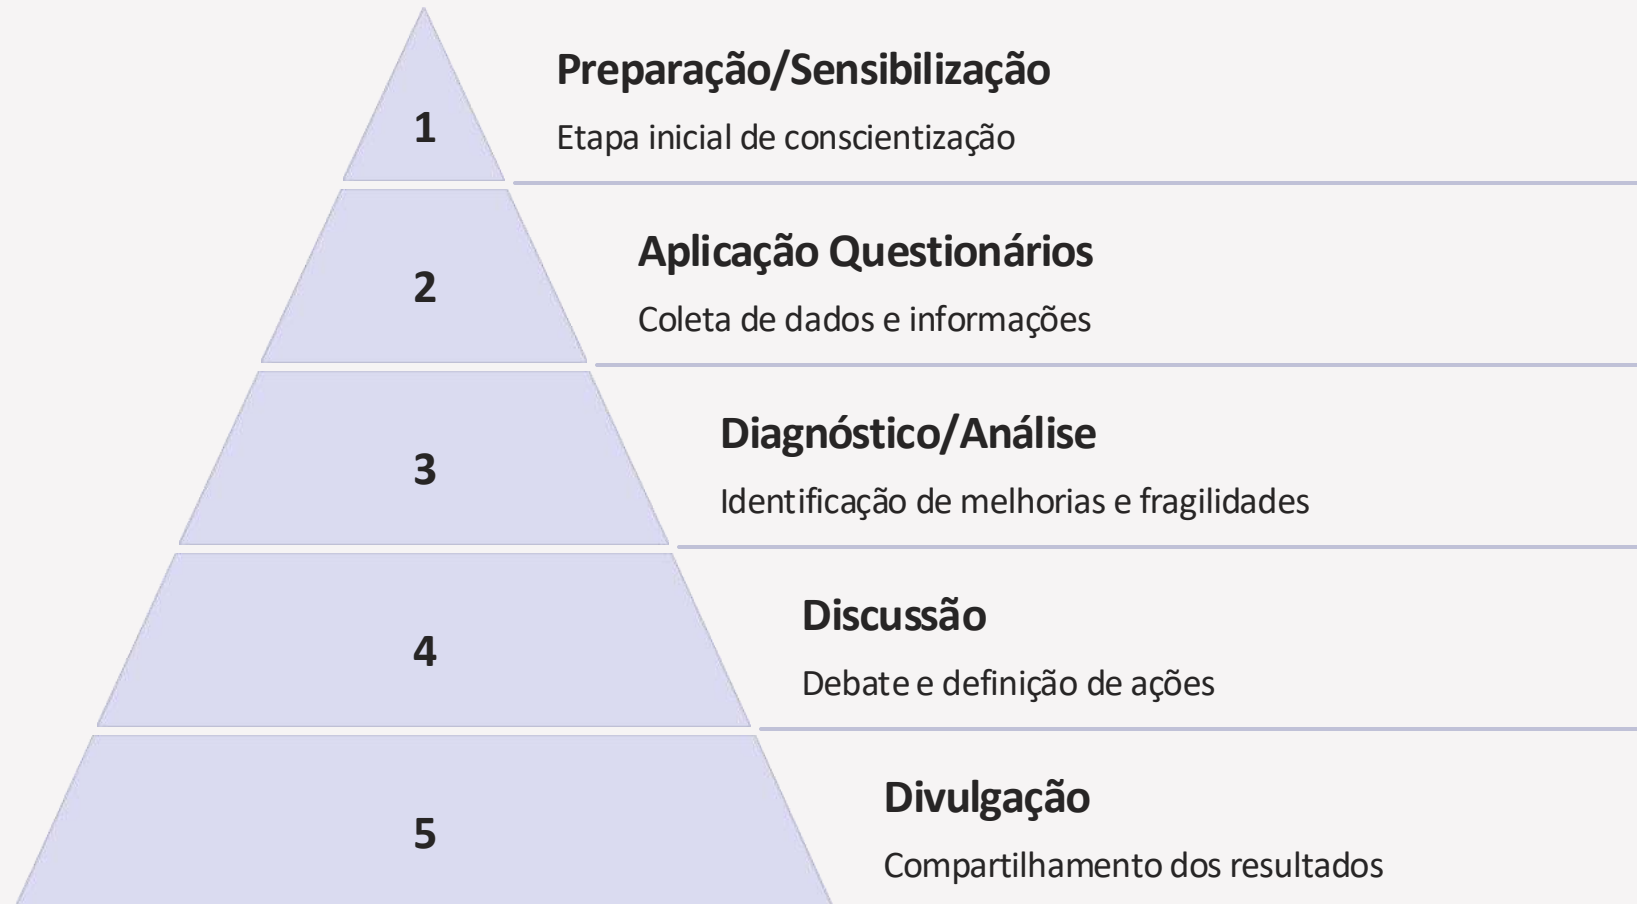 1
Preparação/Sensibilização
Etapa inicial de conscientização
2
Aplicação Questionários
Coleta de dados e informações
3
Diagnóstico/Análise
Identificação de melhorias e fragilidades
4
Discussão
Debate e definição de ações
5
Divulgação
Compartilhamento dos resultados